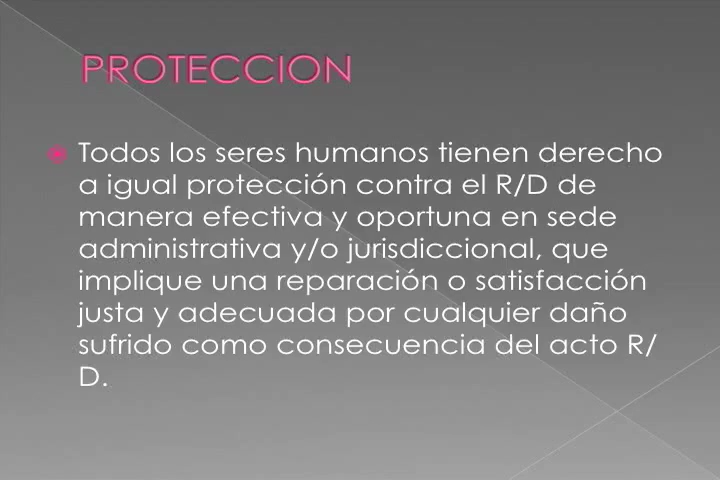 PROTECCION
Todos los seres humanos tienen derecho
a igual protección contra el R/D de
manera efectiva y oportuna en sede
administrativa y/o jurisdiccional, que
implique una reparación o satisfacción
justa y adecuada por cualquier daño
sufrido como consecuencia del acto R/
D.